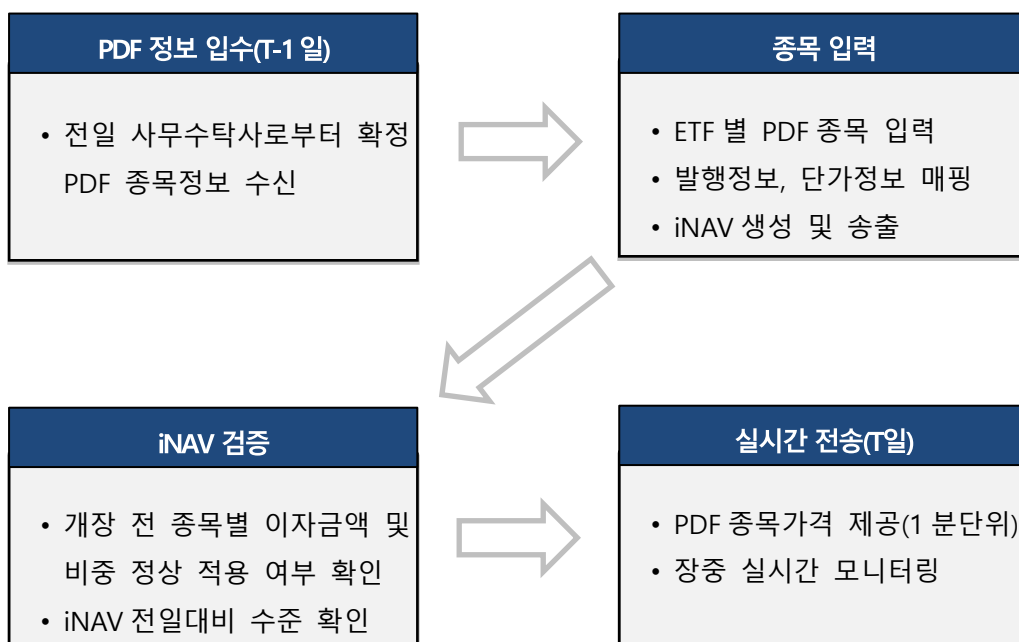 PDF 정보 입수(T-1 일)
• 전일 사무수탁사로부터 확정
PDF 종목정보 수신
종목 입력
• ETF 별 PDF 종목 입력
• 발행정보, 단가정보 매핑
• iNAV 생성 및 송출
iNAV 검증
• 개장 전 종목별 이자금액 및
비중 정상 적용 여부 확인
• iNAV 전일대비 수준 확인
실시간 전송(T일)
• PDF 종목가격 제공(1 분단위)
• 장중 실시간 모니터링